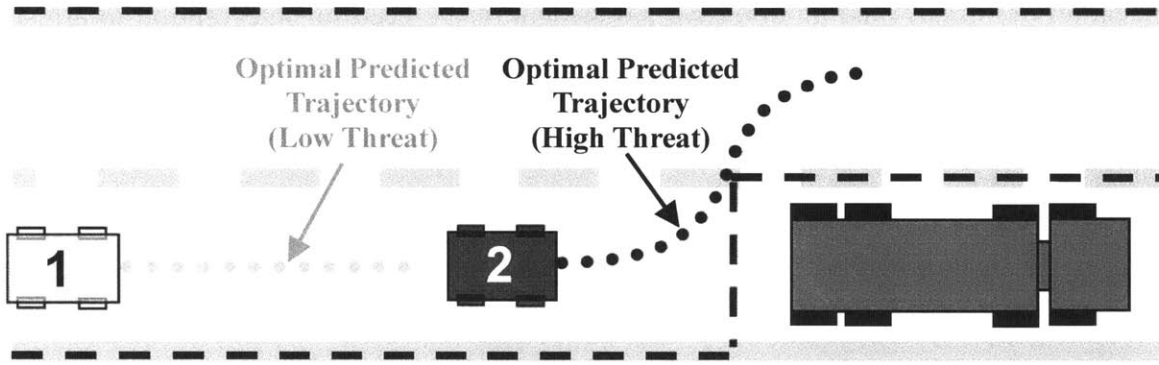 Optimal Predicted
Trajectory
(Low Threat)
Optimal Predicted
Trajectory
(High Threat)
1
2